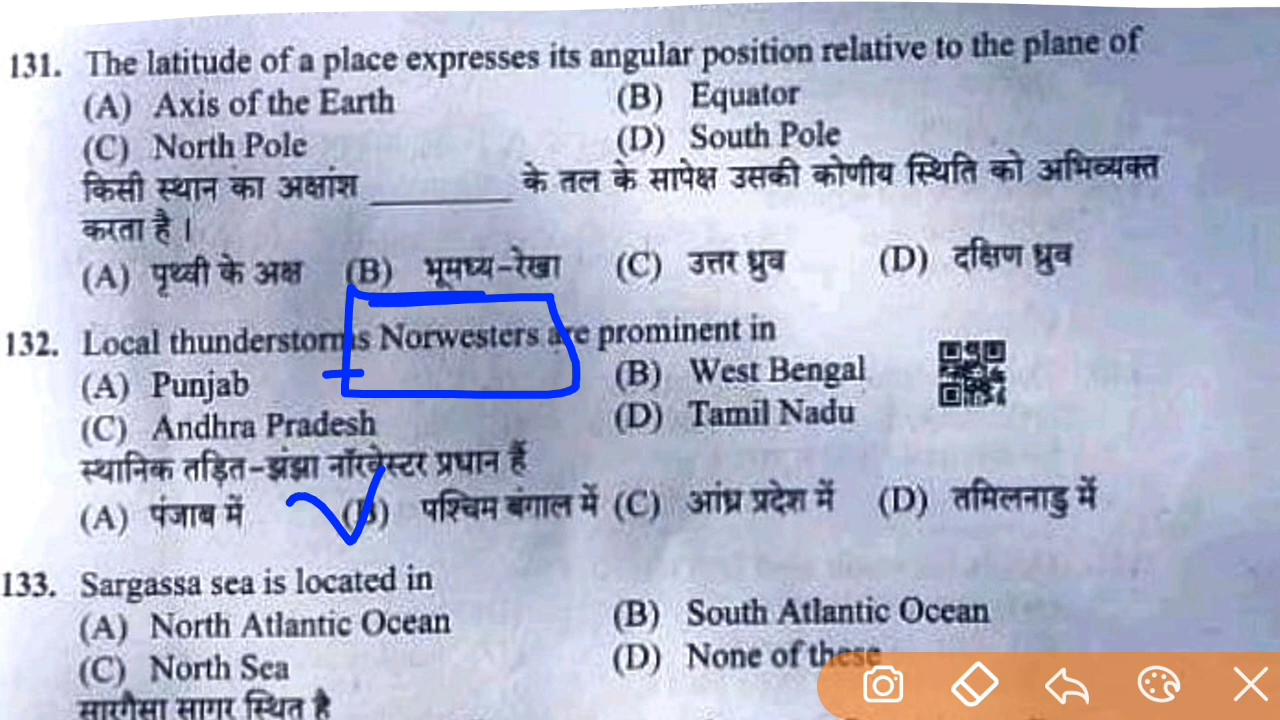 131. The latitude of a place expresses its angular position relative to the plane of
(A) Axis of the Earth (B) Equator
(C) North Pole (D) South Pole
किसी स्थान का अक्षांश ________ के तल के सापेक्ष उसकी कोणीय स्थिति को अभिव्यक्त
करता है ।
(A) पृथ्वी के अक्ष (B) भूमध्य-रेखा (C) उत्तर ध्रुव (D) दक्षिण ध्रुव
132. Local thunderstorms Norwesters are prominent in
(A) Punjab (B) West Bengal
(C) Andhra Pradesh (D) Tamil Nadu
स्थानिक तड़ित-झंझा नॉरवेस्टर प्रधान हैं
(A) पंजाब में (B) पश्चिम बंगाल में (C) आंध्र प्रदेश में (D) तमिलनाडु में
133. Sargassa sea is located in
(A) North Atlantic Ocean (B) South Atlantic Ocean
(C) North Sea (D) None of these
सारगैसा सागर स्थित है